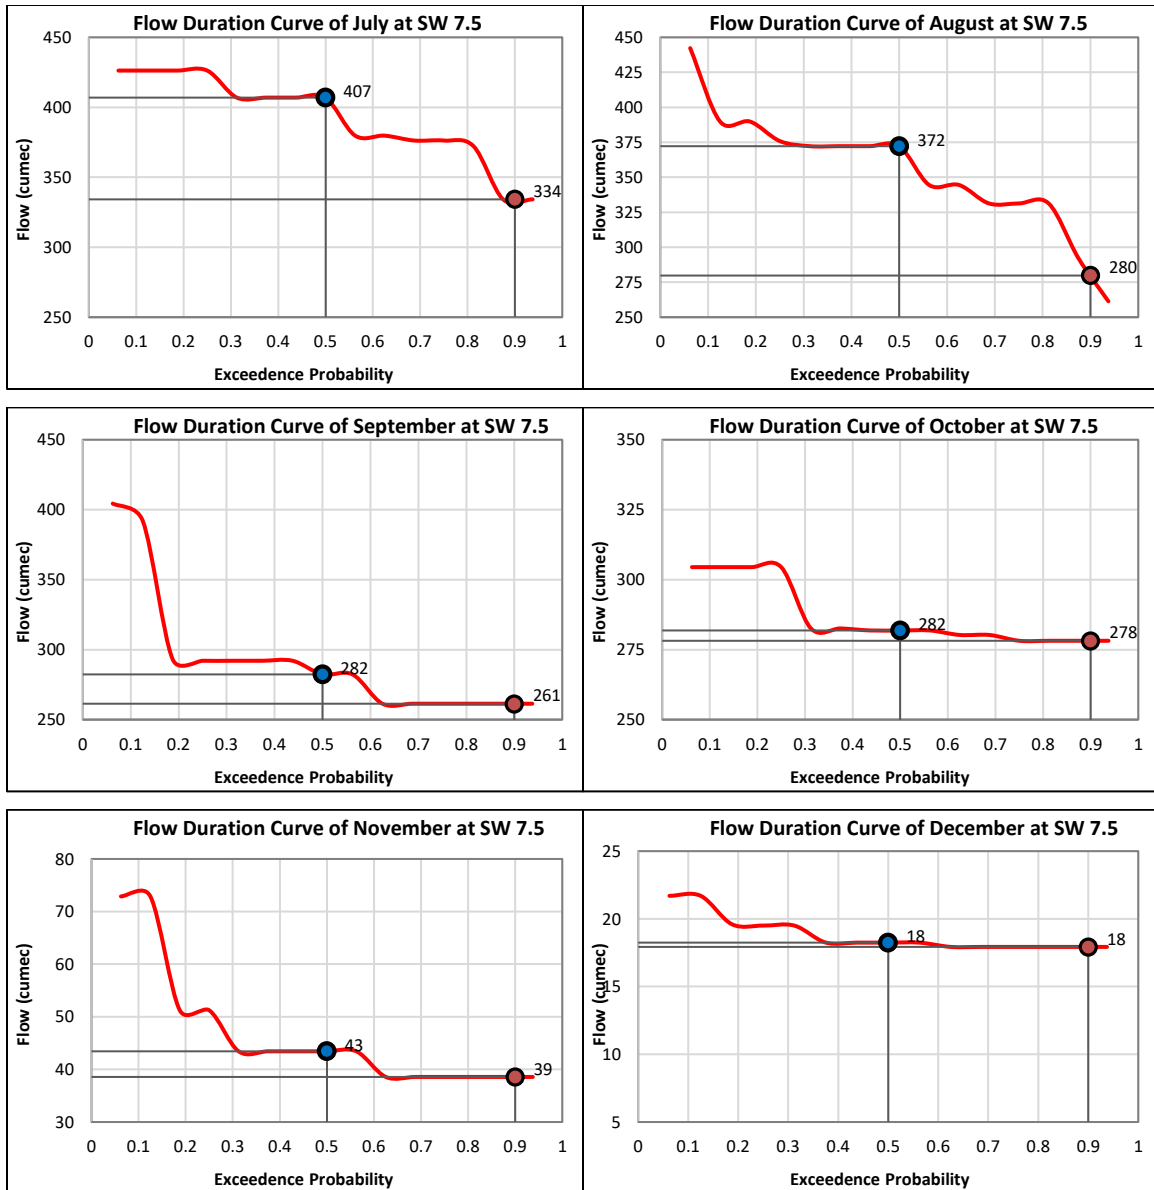 Flow Duration Curve of July at SW 7.5
450
400
350
300
250
Flow (cumec)
407
334
0 0.1 0.2 0.3 0.4 0.5 0.6 0.7 0.8 0.9 1
Exceedence Probability
Flow Duration Curve of August at SW 7.5
450
425
400
375
350
325
300
275
250
Flow (cumec)
372
280
0 0.1 0.2 0.3 0.4 0.5 0.6 0.7 0.8 0.9 1
Exceedence Probability
Flow Duration Curve of September at SW 7.5
450
400
350
300
250
Flow (cumec)
282
261
0 0.1 0.2 0.3 0.4 0.5 0.6 0.7 0.8 0.9 1
Exceedence Probability
Flow Duration Curve of October at SW 7.5
350
325
300
275
250
Flow (cumec)
282
278
0 0.1 0.2 0.3 0.4 0.5 0.6 0.7 0.8 0.9 1
Exceedence Probability
Flow Duration Curve of November at SW 7.5
80
70
60
50
40
30
Flow (cumec)
43
39
0 0.1 0.2 0.3 0.4 0.5 0.6 0.7 0.8 0.9 1
Exceedence Probability
Flow Duration Curve of December at SW 7.5
25
20
15
10
5
Flow (cumec)
18
18
0 0.1 0.2 0.3 0.4 0.5 0.6 0.7 0.8 0.9 1
Exceedence Probability